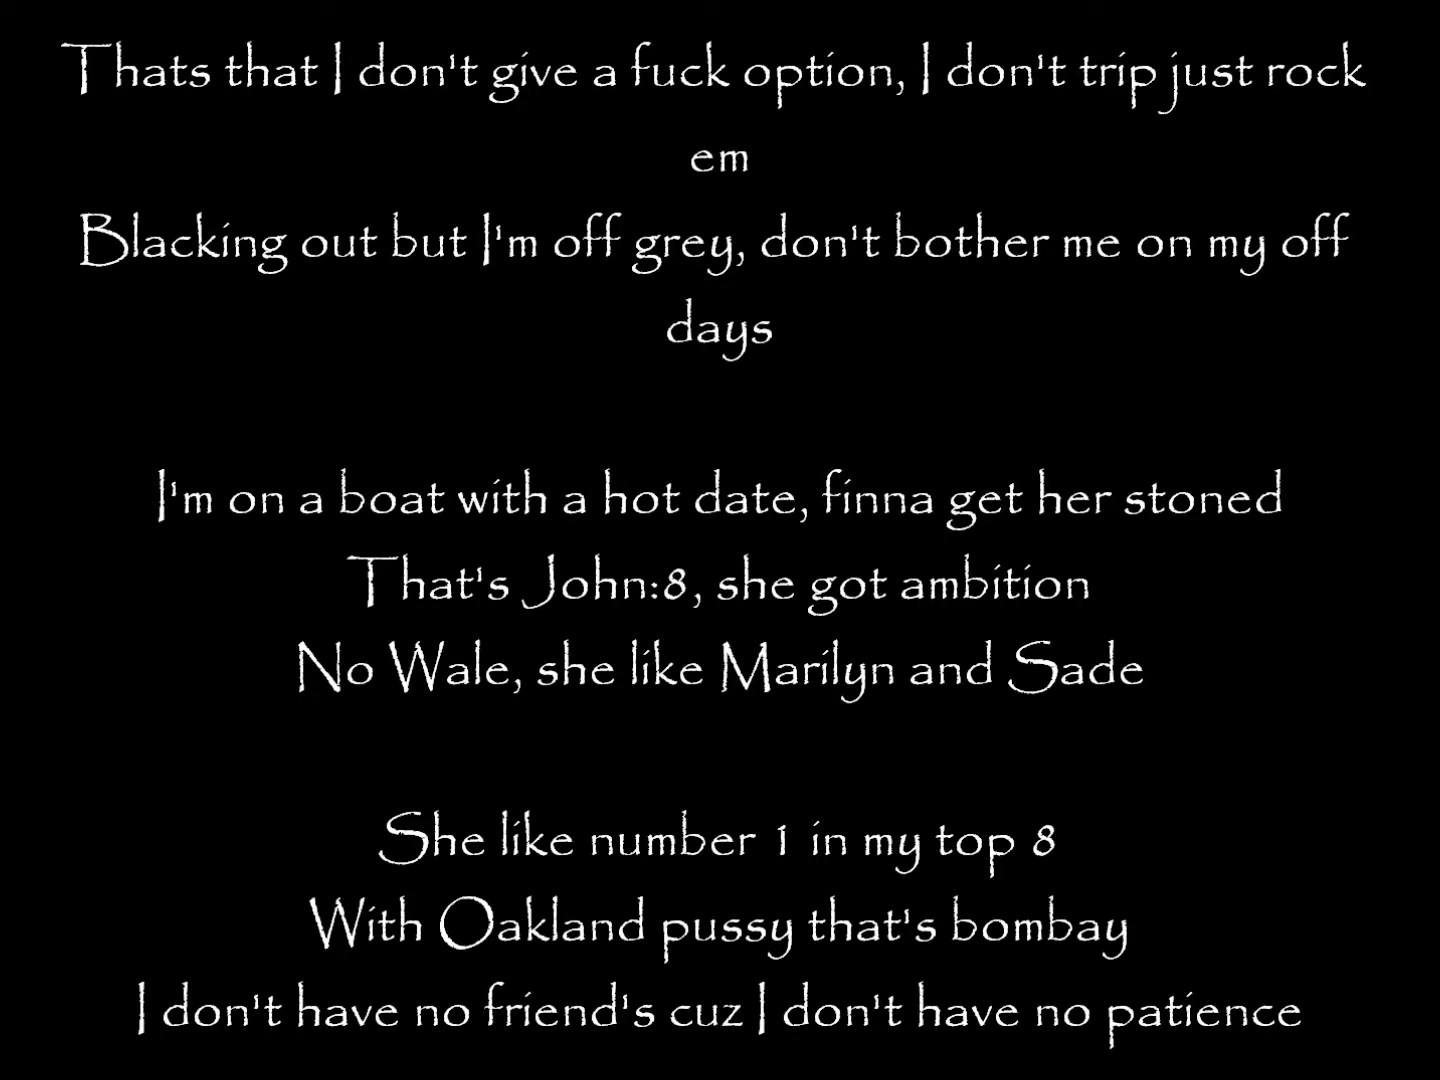 Thats that I don't give a fuck option, I don't trip just rock
em
Blacking out but I'm off grey, don't bother me on my off
days
I'm on a boat with a hot date, finna get her stoned
That's John:8, she got ambition
No Wale, she like Marilyn and Sade
She like number 1 in my top 8
With Oakland pussy that's bombay
I don't have no friend's cuz I don't have no patience